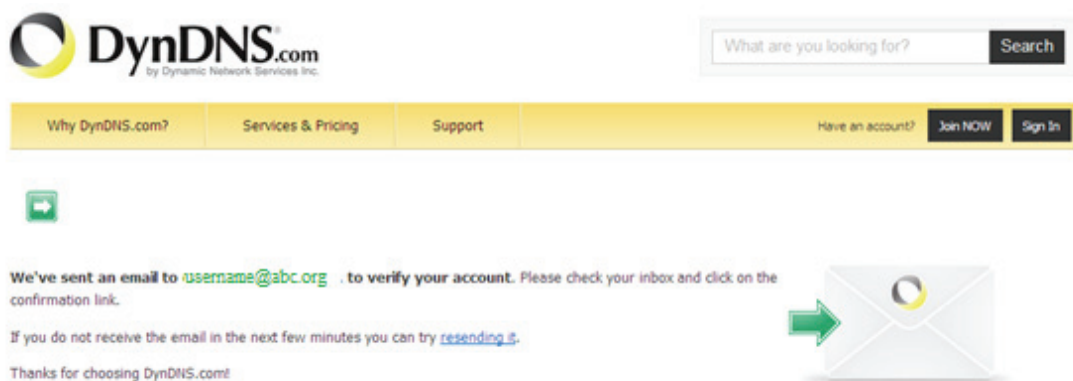 DynDNS.com
by Dynamic Network Services Inc.
What are you looking for? Search
Why DynDNS.com? Services & Pricing Support Have an account? Join NOW Sign In
We've sent an email to username@abc.org . to verify your account. Please check your inbox and click on the
confirmation link.
If you do not receive the email in the next few minutes you can try resending it.
Thanks for choosing DynDNS.com!